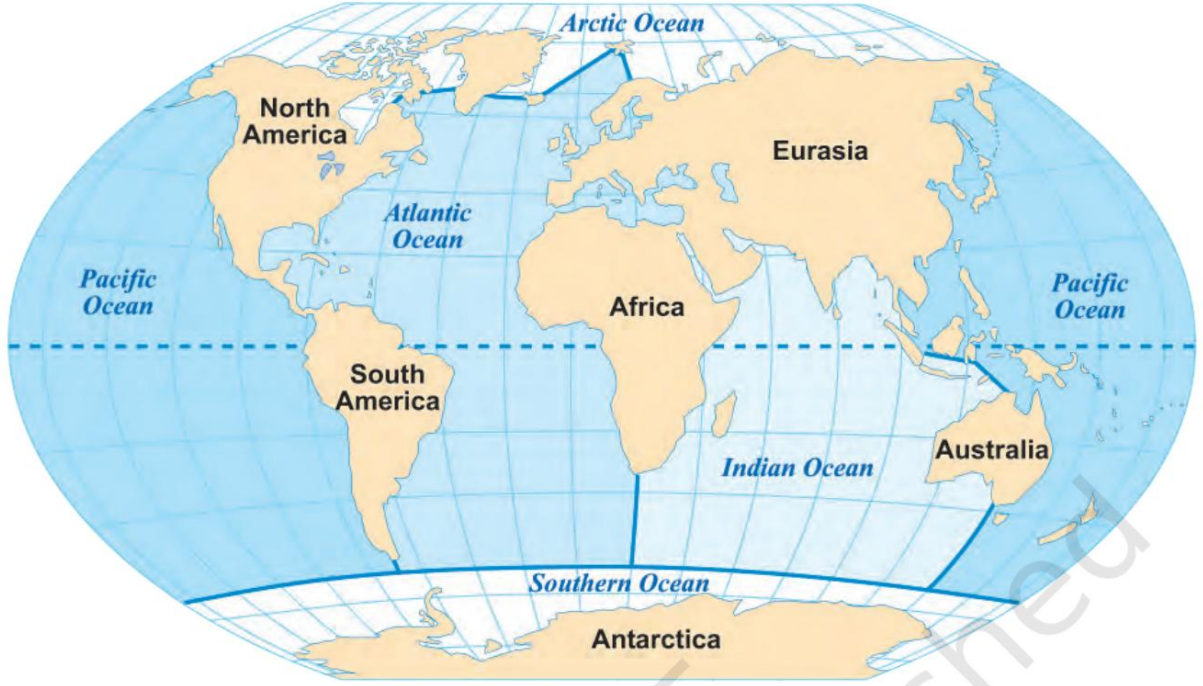 Arctic Ocean
North
America
Eurasia
Atlantic
Ocean
Pacific
Ocean
Africa
Pacific
Ocean
South
America
Indian Ocean
Australia
Southern Ocean
Antarctica